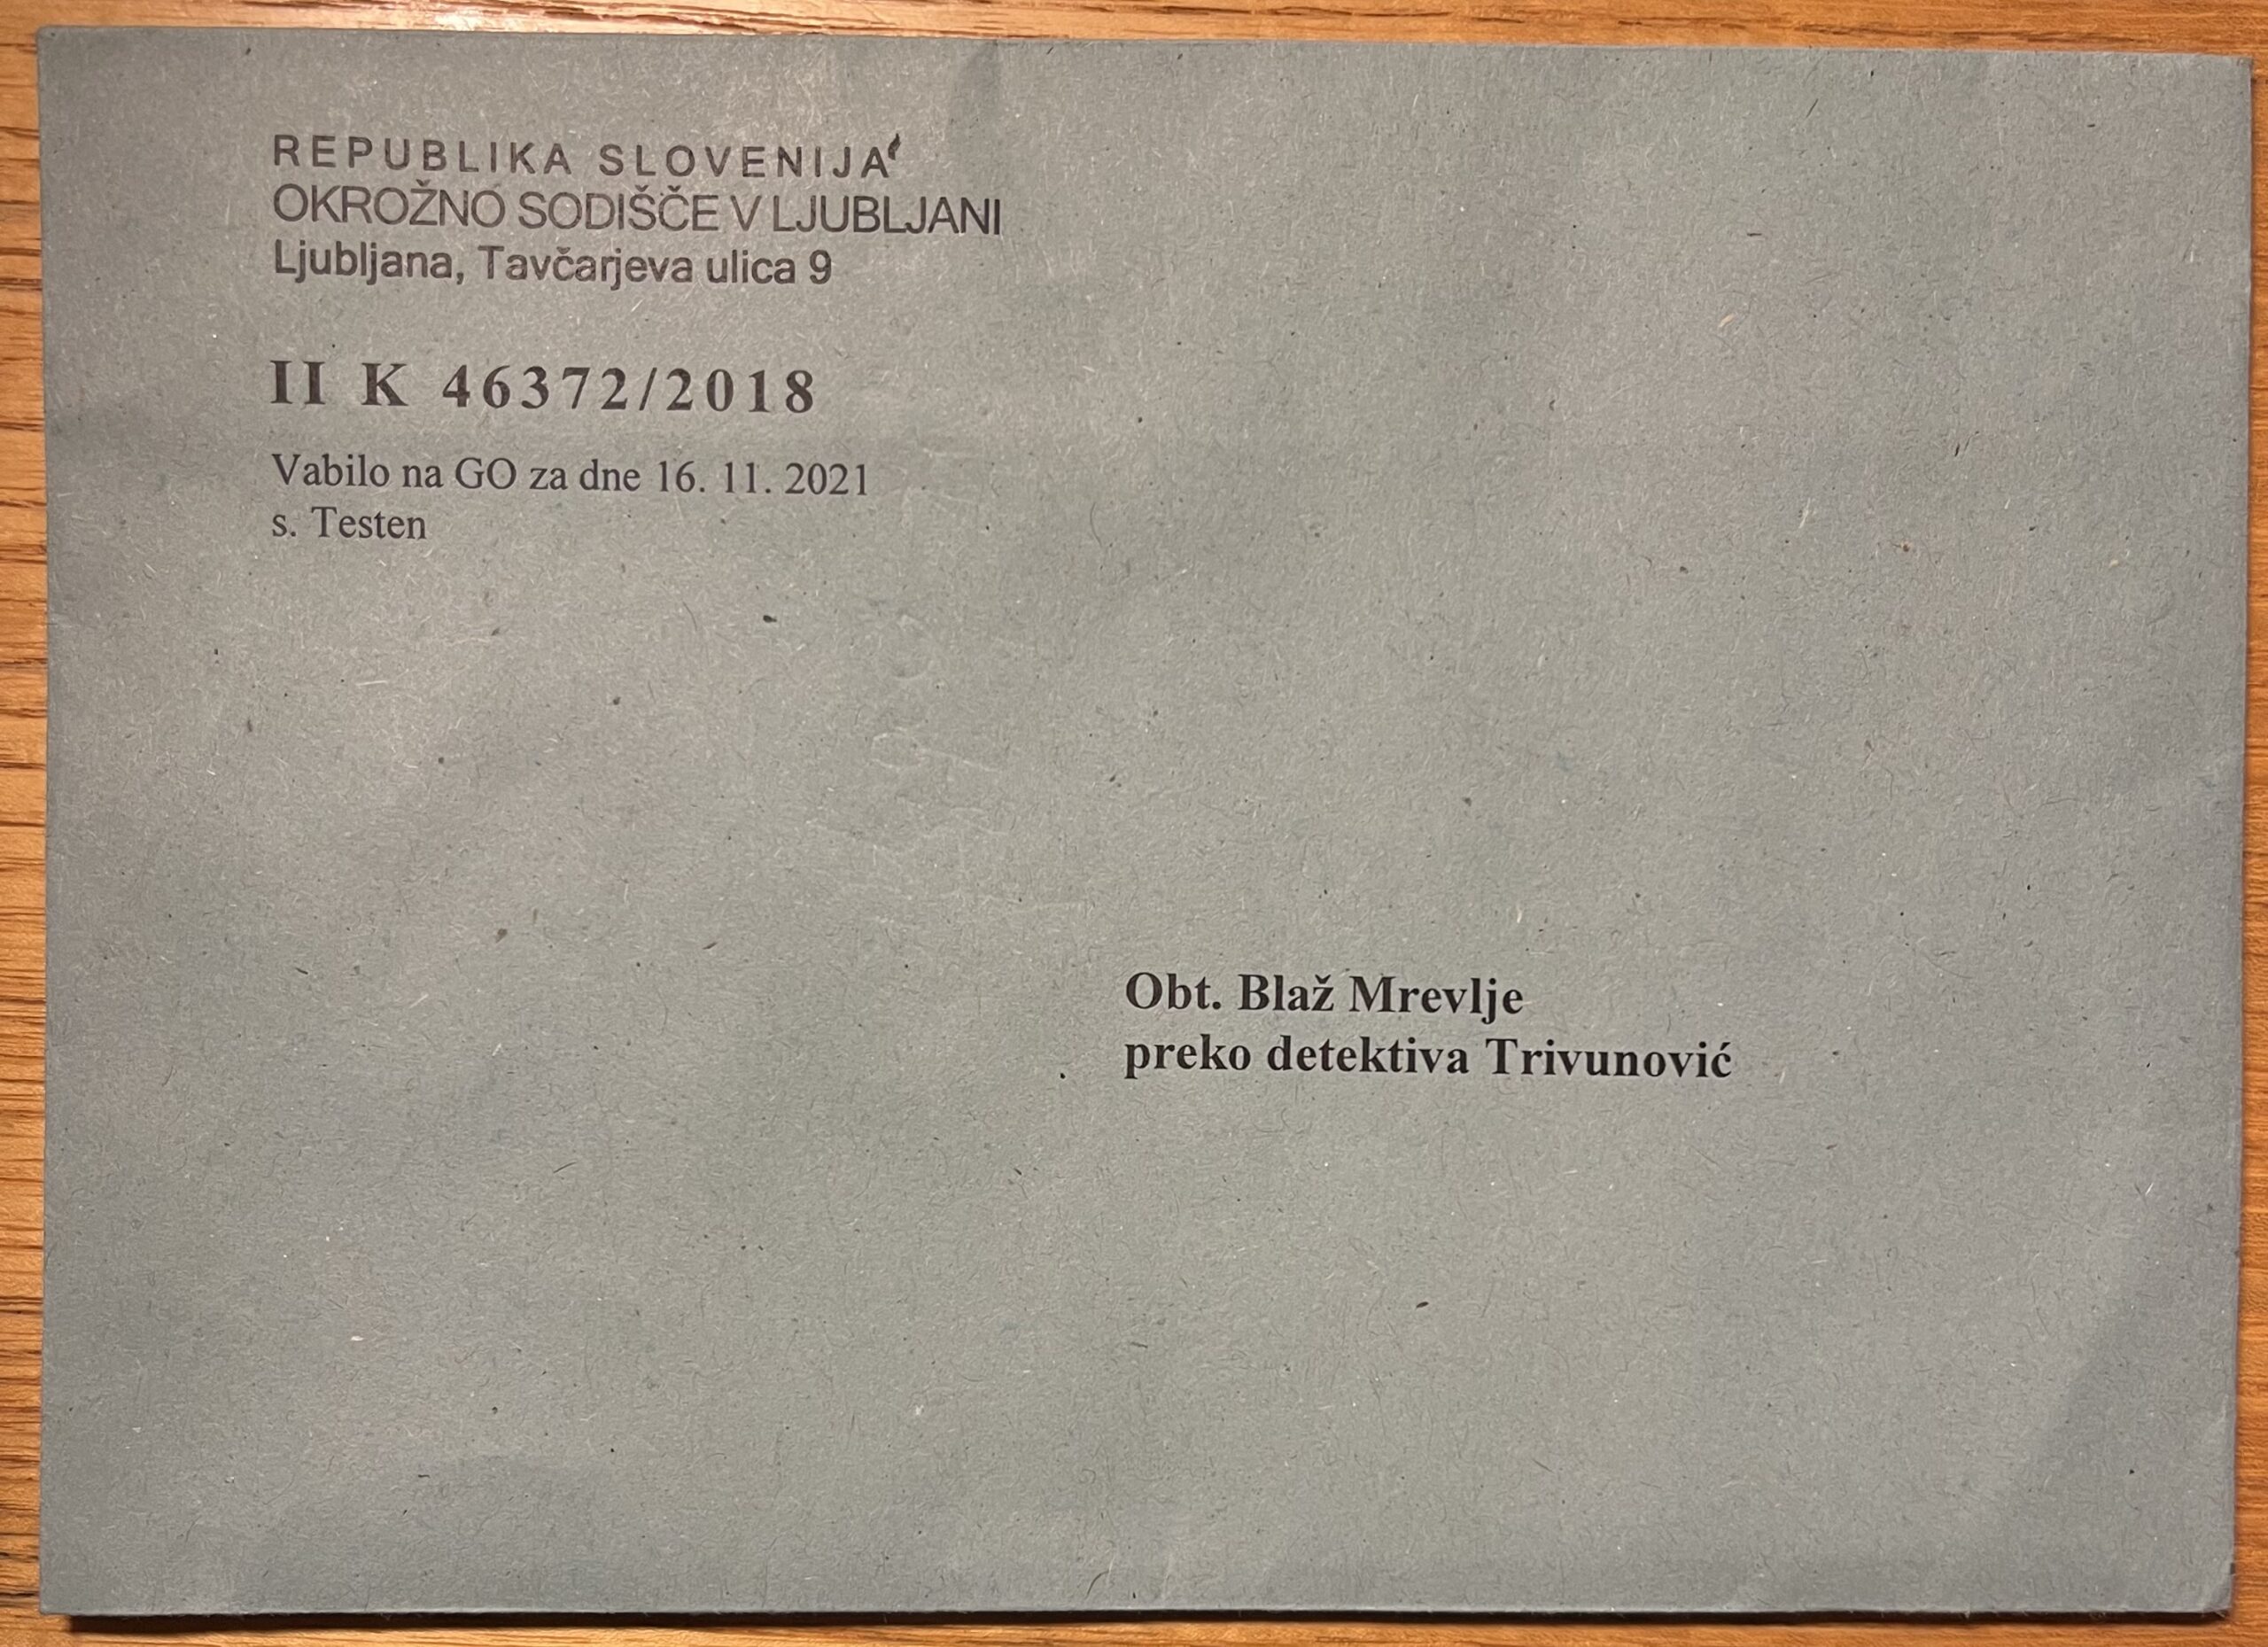 REPUBLIKA SLOVENIJA
OKROŽNO SODIŠČE V LJUBLJANI
Ljubljana, Tavčarjeva ulica 9
II K 46372/2018
Vabilo na GO za dne 16. 11. 2021
s. Testen
Obt. Blaž Mrevlje
preko detektiva Trivunović